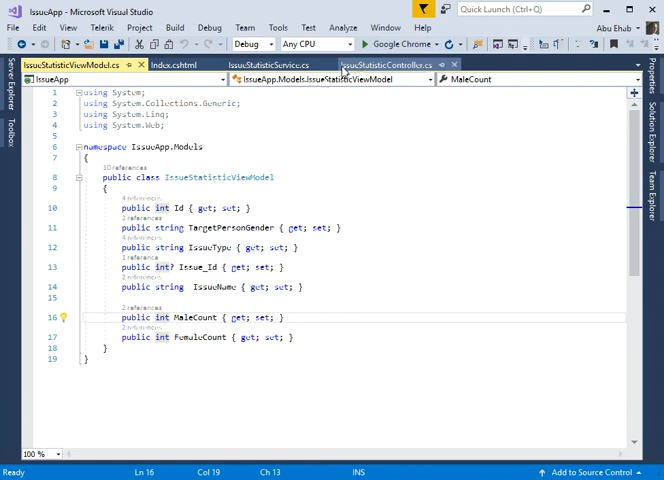 IssueApp - Microsoft Visual Studio
Quick Launch (Ctrl+Q)
File Edit View Telerik Project Build Debug Team Tools Test Analyze Window Help
Abu Ehub
Debug Any CPU Google Chrome
IssueStatisticViewModel.cs Index.cshtml IssueStatisticService.cs IssueStatisticController.cs
IssueApp IssueApp.Models.IssueStatisticViewModel MaleCount
Server Explorer
Toolbox
Properties
Solution Explorer
Team Explorer
1 using System;
2 using System.Collections.Generic;
3 using System.Linq;
4 using System.Web;
5
6 namespace IssueApp.Models
7 {
10 references
8 public class IssueStatisticViewModel
9 {
4 references
10 public int Id { get; set; }
2 references
11 public string TargetPersonGender { get; set; }
4 references
12 public string IssueType { get; set; }
1 reference
13 public int? Issue_Id { get; set; }
2 references
14 public string IssueName { get; set; }
15
2 references
16 public int MaleCount { get; set; }
2 references
17 public int FemaleCount { get; set; }
18 }
19 }
100 %
Ready Ln 16 Col 19 Ch 13 INS Add to Source Control